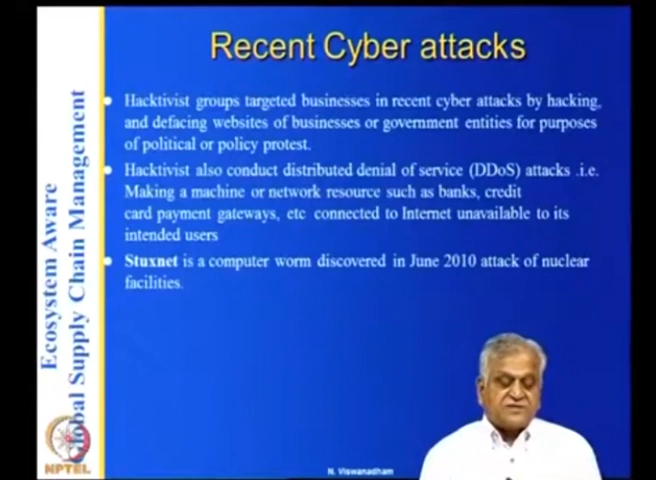 Recent Cyber attacks
Hacktivist groups targeted businesses in recent cyber attacks by hacking,
and defacing websites of businesses or government entities for purposes
of political or policy protest.
Hacktivist also conduct distributed denial of service (DDoS) attacks .i.e.
Making a machine or network resource such as banks, credit
card payment gateways, etc connected to Internet unavailable to its
intended users
Stuxnet is a computer worm discovered in June 2010 attack of nuclear
facilities.
Ecosystem Aware
Global Supply Chain Management
NPTEL
N. Viswanadham